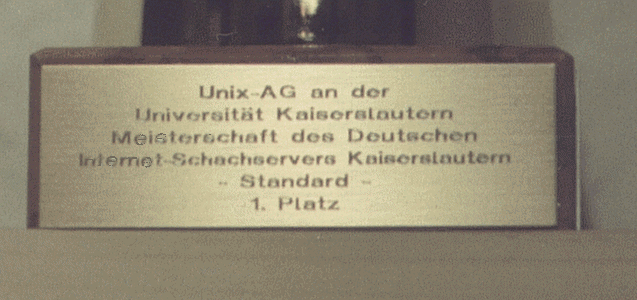 Unix-AG an der
Universität Kaiserslautern
Meisterschaft des Deutschen
Internet-Schachservers Kaiserslautern
- Standard -
1. Platz